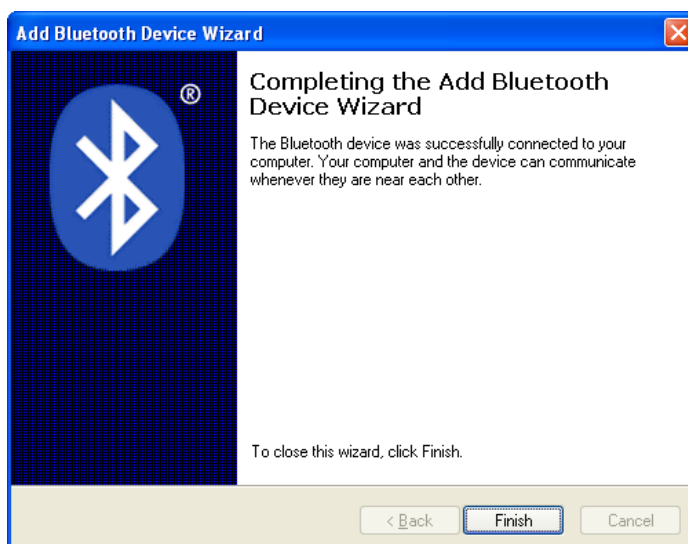 Add Bluetooth Device Wizard
®
Completing the Add Bluetooth
Device Wizard
The Bluetooth device was successfully connected to your
computer. Your computer and the device can communicate
whenever they are near each other.
To close this wizard, click Finish.
< Back Finish Cancel